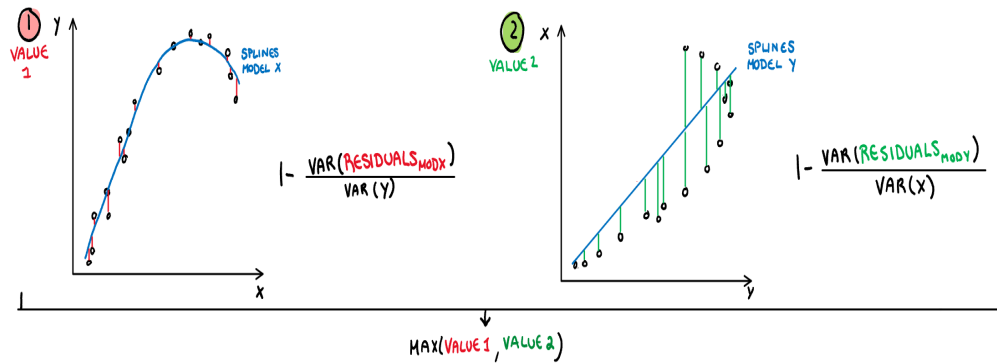 1
VALUE
1
Y
SPLINES
MODEL X
X
1- VAR(RESIDUALS MODX)
VAR(Y)
2
VALUE 2
X
SPLINES
MODEL Y
Y
1- VAR(RESIDUALS MODY)
VAR(X)
MAX(VALUE 1, VALUE 2)